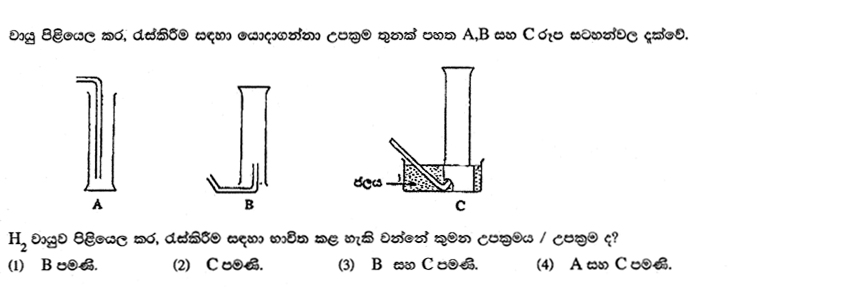 වායු පිළියෙල කර, රැස්කිරීම සඳහා යොදාගන්නා උපක්‍රම තුනක් පහත A,B සහ C රූප සටහන්වල දැක්වේ.
ජලය
A
B
C
H₂ වායුව පිළියෙල කර, රැස්කිරීම සඳහා භාවිත කළ හැකි වන්නේ කුමන උපක්‍රමය / උපක්‍රම ද?
(1) B පමණි. (2) C පමණි. (3) B සහ C පමණි. (4) A සහ C පමණි.